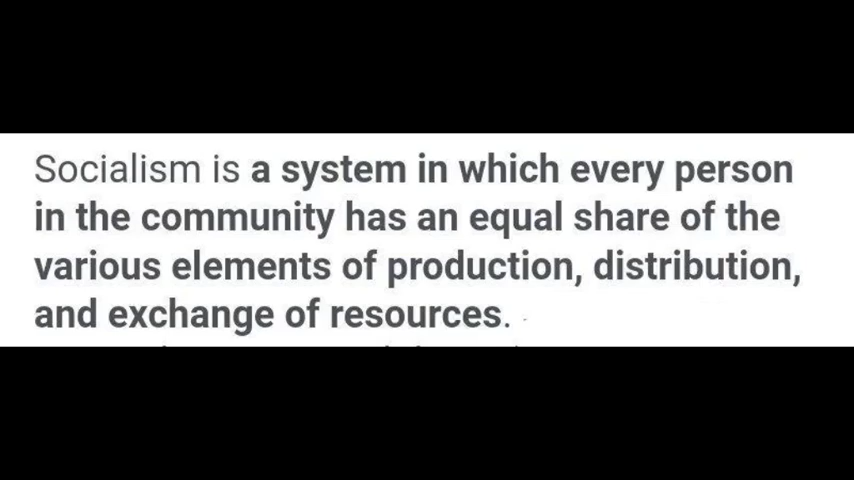 Socialism is a system in which every person
in the community has an equal share of the
various elements of production, distribution,
and exchange of resources.